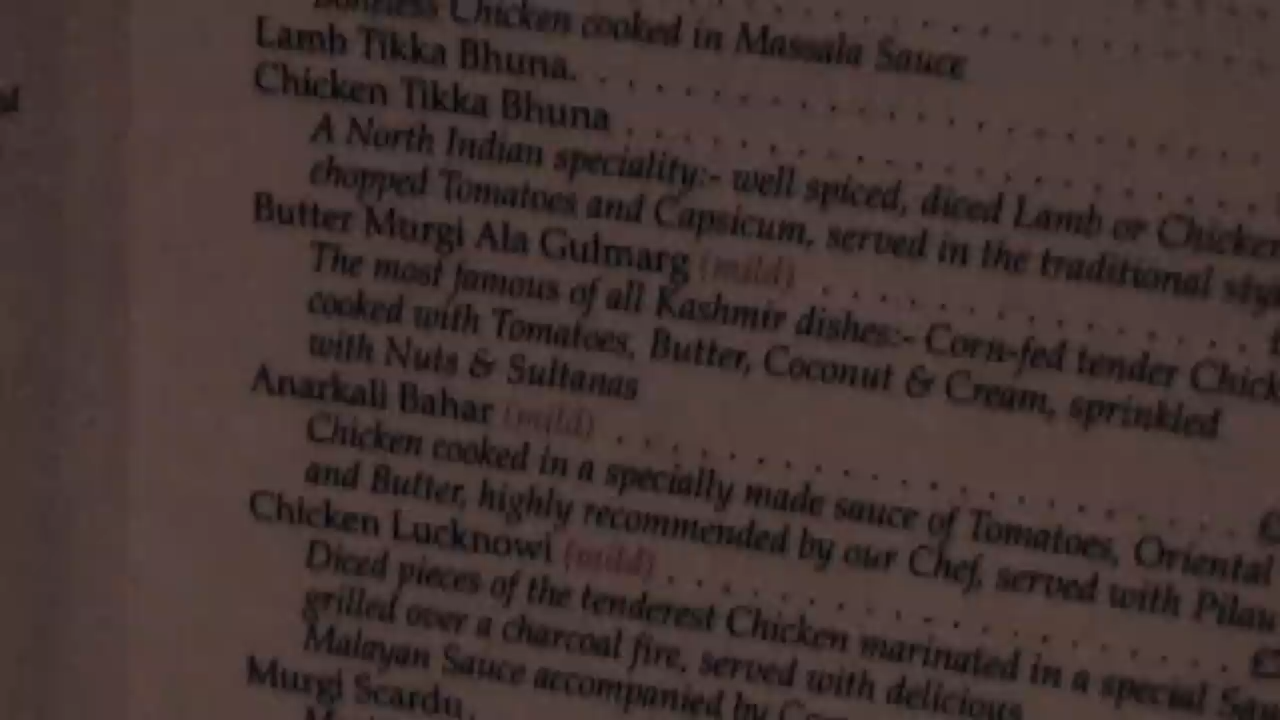 Boneless Chicken cooked in Massala Sauce
Lamb Tikka Bhuna. . . . . . . . . . . . . . . . . . . .
Chicken Tikka Bhuna . . . . . . . . . . . . . . . . . . . .
A North Indian speciality:- well spiced, diced Lamb or Chicken
chopped Tomatoes and Capsicum, served in the traditional
Butter Murgi Ala Gulmarg (mild) . . . . . . . . . . . . . . . .
The most famous of all Kashmir dishes:- Corn-fed tender
cooked with Tomatoes, Butter, Coconut & Cream, sprinkled
with Nuts & Sultanas
Anarkali Bahar (mild) . . . . . . . . . . . . . . . . . . . .
Chicken cooked in a specially made sauce of Tomatoes, Oriental
and Butter, highly recommended by our Chef, served with Pilau
Chicken Lucknowi (mild) . . . . . . . . . . . . . . . . . . . .
Diced pieces of the tenderest Chicken marinated in a special
grilled over a charcoal fire, served with delicious
Malayan Sauce accompanied by
Murgi Scardu.